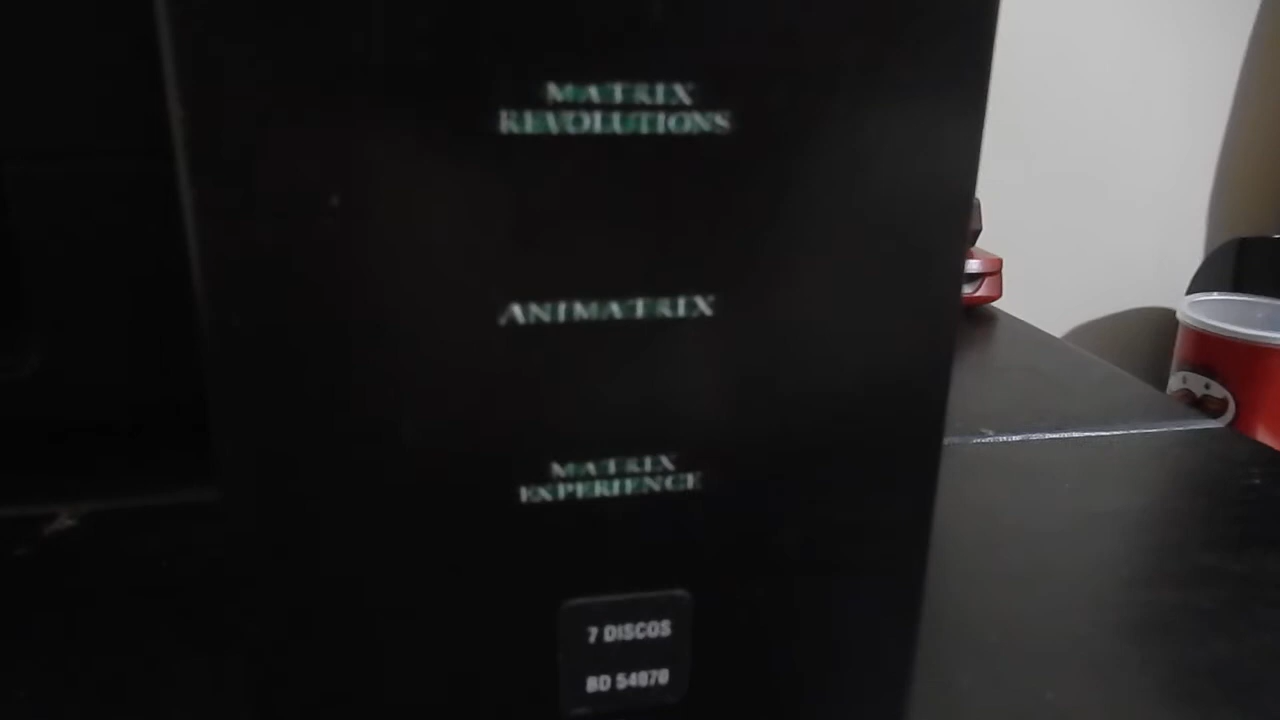 MATRIX
REVOLUTIONS
ANIMATRIX
MATRIX
EXPERIENCE
7 DISCOS
BD 54070